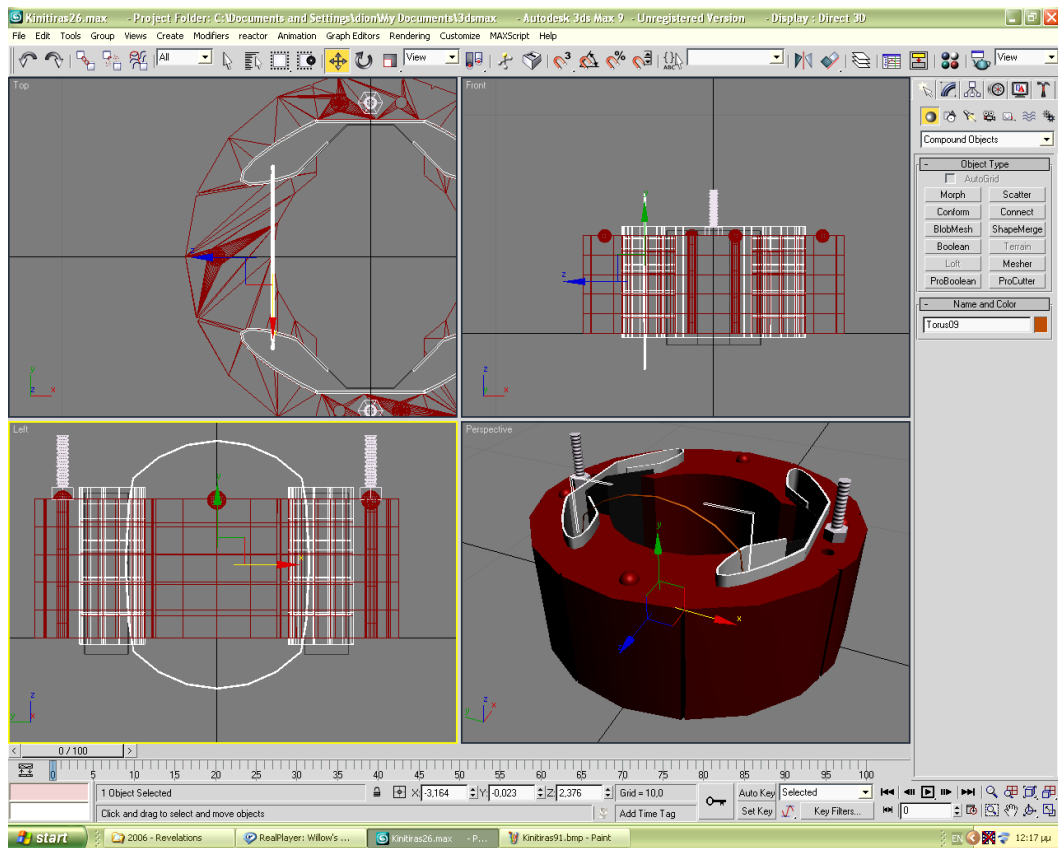 Kinitiras26.max - Project Folder: C:\Documents and Settings\dion\My Documents\3dsmax - Autodesk 3ds Max 9 - Unregistered Version - Display : Direct 3D
File Edit Tools Group Views Create Modifiers reactor Animation Graph Editors Rendering Customize MAXScript Help
All View ABC View
Top
Front
Compound Objects
- Object Type
AutoGrid
Morph Scatter
Conform Connect
BlobMesh ShapeMerge
Boolean Terrain
Loft Mesher
ProBoolean ProCutter
- Name and Color
Torus09
z
y
z
y
z x
z
x
Left
Perspective
y
x
y
x
z
z
y x
z
y x
< 0 / 100 >
0 5 10 15 20 25 30 35 40 45 50 55 60 65 70 75 80 85 90 95 100
1 Object Selected X: -3,164 Y: -0,023 Z: 2,376 Grid = 10,0 Auto Key Selected
Click and drag to select and move objects Add Time Tag Set Key Key Filters... 0
start 2006 - Revelations RealPlayer: Willow's ... Kinitiras26.max - P... Kinitiras91.bmp - Paint EN 12:17 μμ